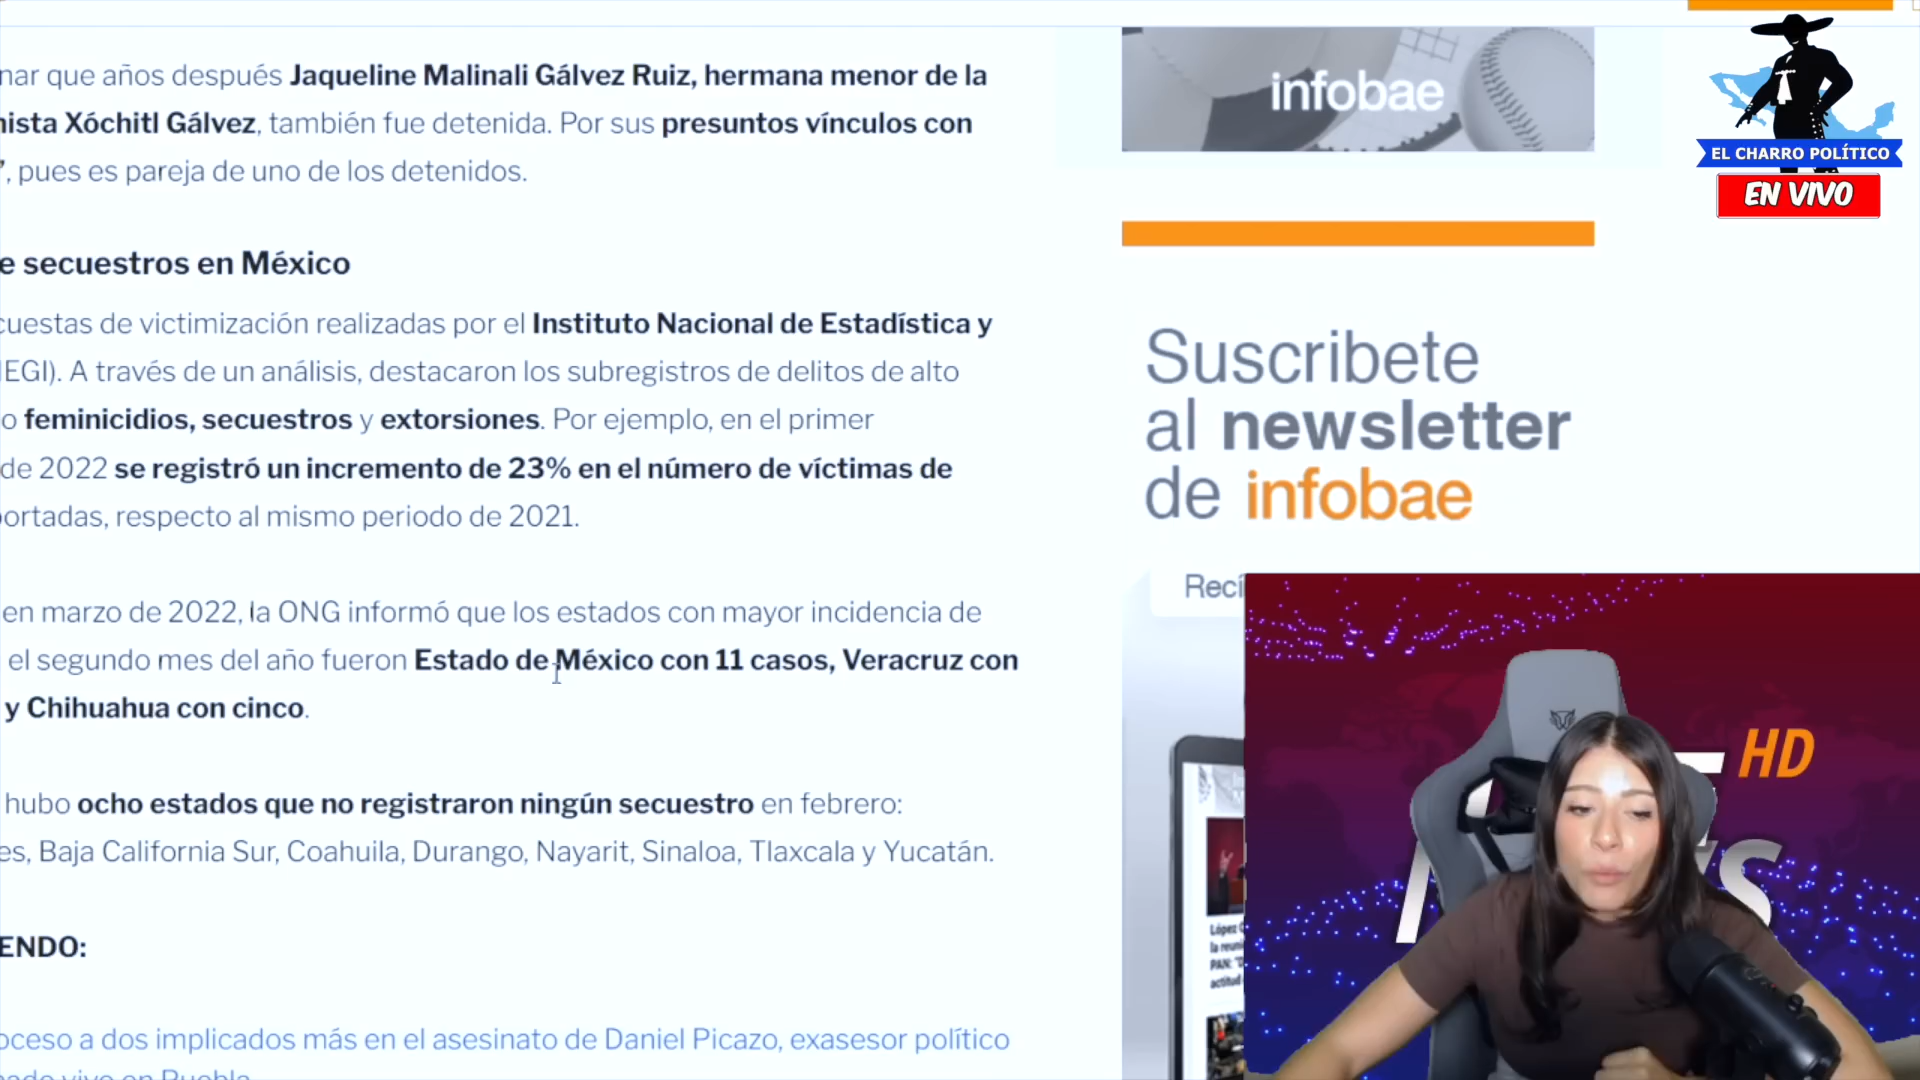 nar que años después Jaqueline Malinali Gálvez Ruiz, hermana menor de la
nista Xóchitl Gálvez, también fue detenida. Por sus presuntos vínculos con
", pues es pareja de uno de los detenidos.
e secuestros en México
cuestas de victimización realizadas por el Instituto Nacional de Estadística y
EGI). A través de un análisis, destacaron los subregistros de delitos de alto
o feminicidios, secuestros y extorsiones. Por ejemplo, en el primer
de 2022 se registró un incremento de 23% en el número de víctimas de
ortadas, respecto al mismo periodo de 2021.
en marzo de 2022, la ONG informó que los estados con mayor incidencia de
el segundo mes del año fueron Estado de México con 11 casos, Veracruz con
y Chihuahua con cinco.
hubo ocho estados que no registraron ningún secuestro en febrero:
es, Baja California Sur, Coahuila, Durango, Nayarit, Sinaloa, Tlaxcala y Yucatán.
ENDO:
oceso a dos implicados más en el asesinato de Daniel Picazo, exasesor político
infobae
Suscribete
al newsletter
de infobae
Recí
López
la reuni
PAN: "D
actitud
EL CHARRO POLÍTICO
EN VIVO
HD